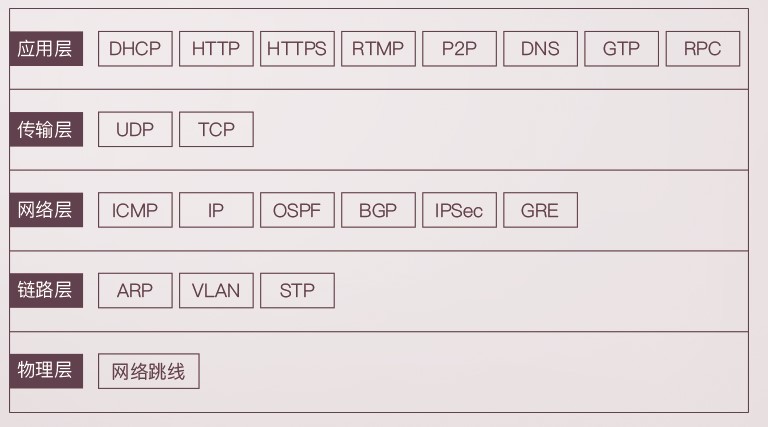 应用层 DHCP HTTP HTTPS RTMP P2P DNS GTP RPC
传输层 UDP TCP
网络层 ICMP IP OSPF BGP IPSec GRE
链路层 ARP VLAN STP
物理层 网络跳线